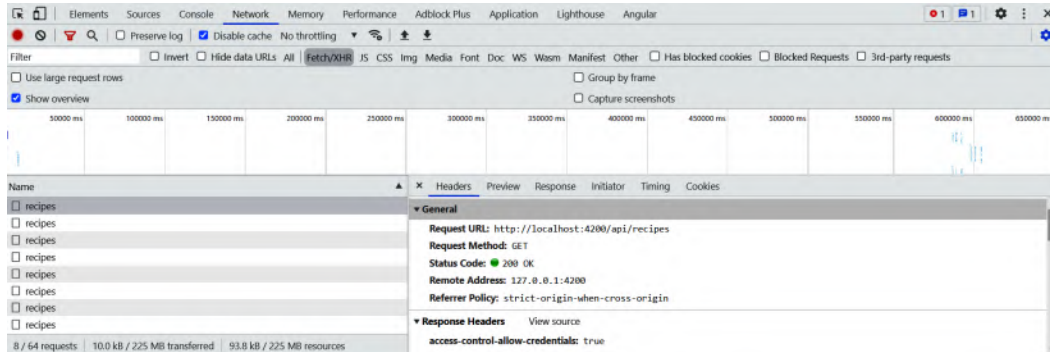 Elements Sources Console Network Memory Performance Adblock Plus Application Lighthouse Angular 1 1
Preserve log Disable cache No throttling
Filter Invert Hide data URLs All Fetch/XHR JS CSS Img Media Font Doc WS Wasm Manifest Other Has blocked cookies Blocked Requests 3rd-party requests
Use large request rows Group by frame
Show overview Capture screenshots
50000 ms 100000 ms 150000 ms 200000 ms 250000 ms 300000 ms 350000 ms 400000 ms 450000 ms 500000 ms 550000 ms 600000 ms 650000 m
Name Headers Preview Response Initiator Timing Cookies
recipes
recipes
recipes
recipes
recipes
recipes
recipes
recipes
8 / 64 requests 10.0 kB / 225 MB transferred 93.8 kB / 225 MB resources
General
Request URL: http://localhost:4200/api/recipes
Request Method: GET
Status Code: 200 OK
Remote Address: 127.0.0.1:4200
Referrer Policy: strict-origin-when-cross-origin
Response Headers View source
access-control-allow-credentials: true